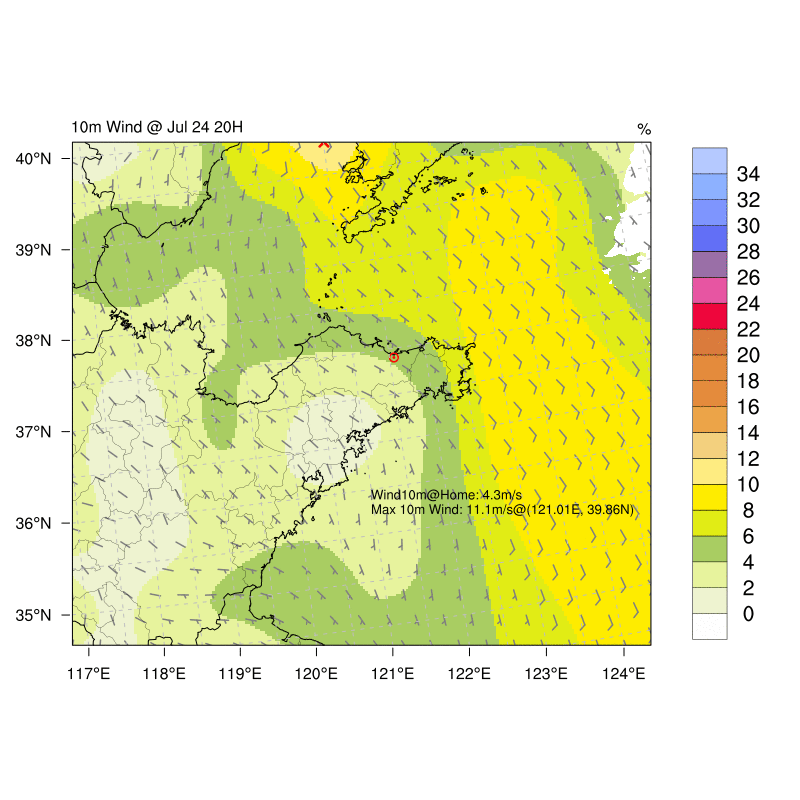 10m Wind @ Jul 24 20H
%
40°N
39°N
38°N
37°N
36°N
35°N
117°E
118°E
119°E
120°E
121°E
122°E
123°E
124°E
Wind10m@Home: 4.3m/s
Max 10m Wind: 11.1m/s@(121.01E, 39.86N)
34
32
30
28
26
24
22
20
18
16
14
12
10
8
6
4
2
0